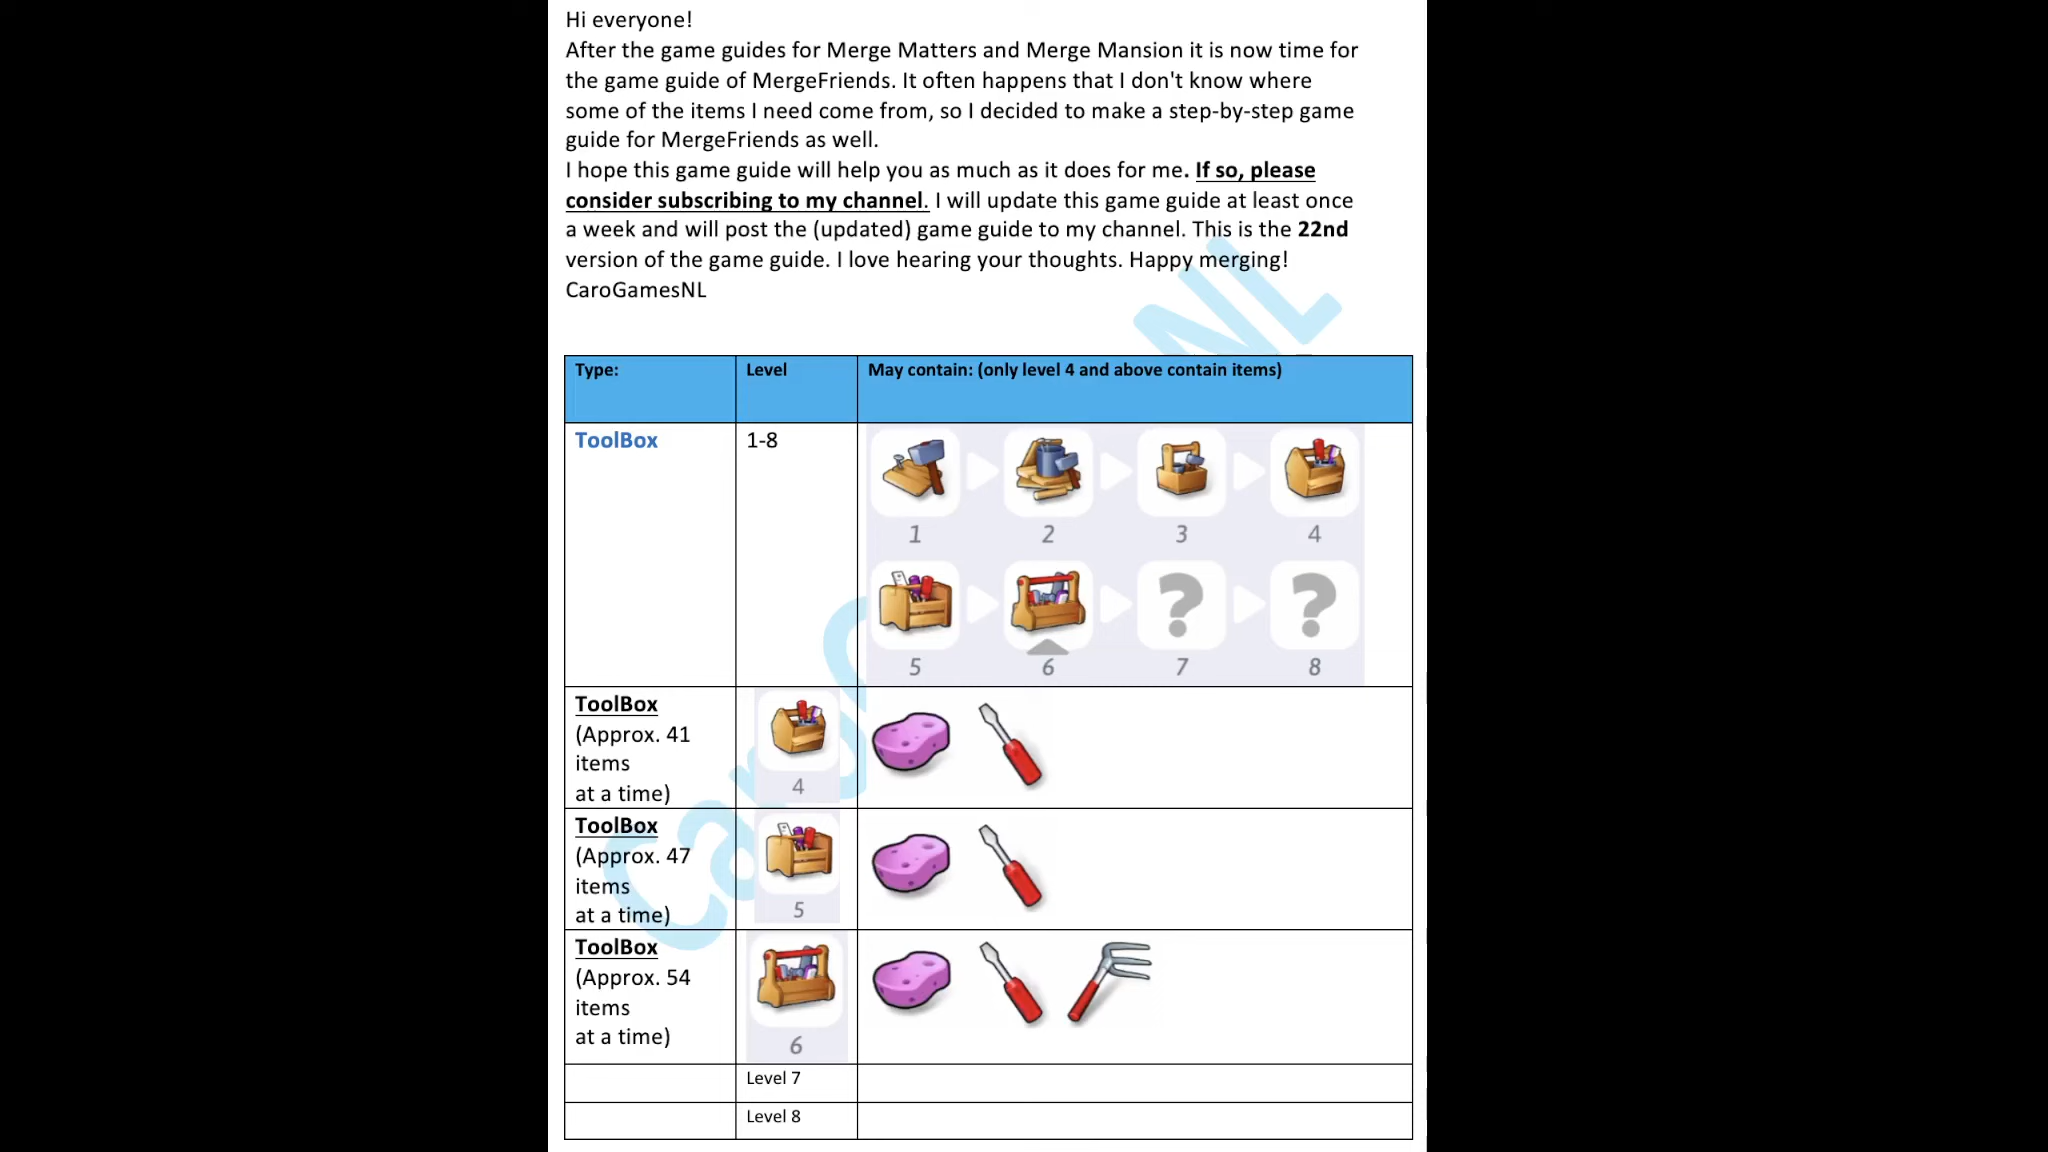 Hi everyone!
After the game guides for Merge Matters and Merge Mansion it is now time for
the game guide of MergeFriends. It often happens that I don't know where
some of the items I need come from, so I decided to make a step-by-step game
guide for MergeFriends as well.
I hope this game guide will help you as much as it does for me. If so, please
consider subscribing to my channel. I will update this game guide at least once
a week and will post the (updated) game guide to my channel. This is the 22nd
version of the game guide. I love hearing your thoughts. Happy merging!
CaroGamesNL
Type: Level May contain: (only level 4 and above contain items)
ToolBox 1-8
1 2 3 4
? ?
5 6 7 8
ToolBox
(Approx. 41
items
at a time)
4
ToolBox
(Approx. 47
items
at a time)
5
ToolBox
(Approx. 54
items
at a time)
6
Level 7
Level 8